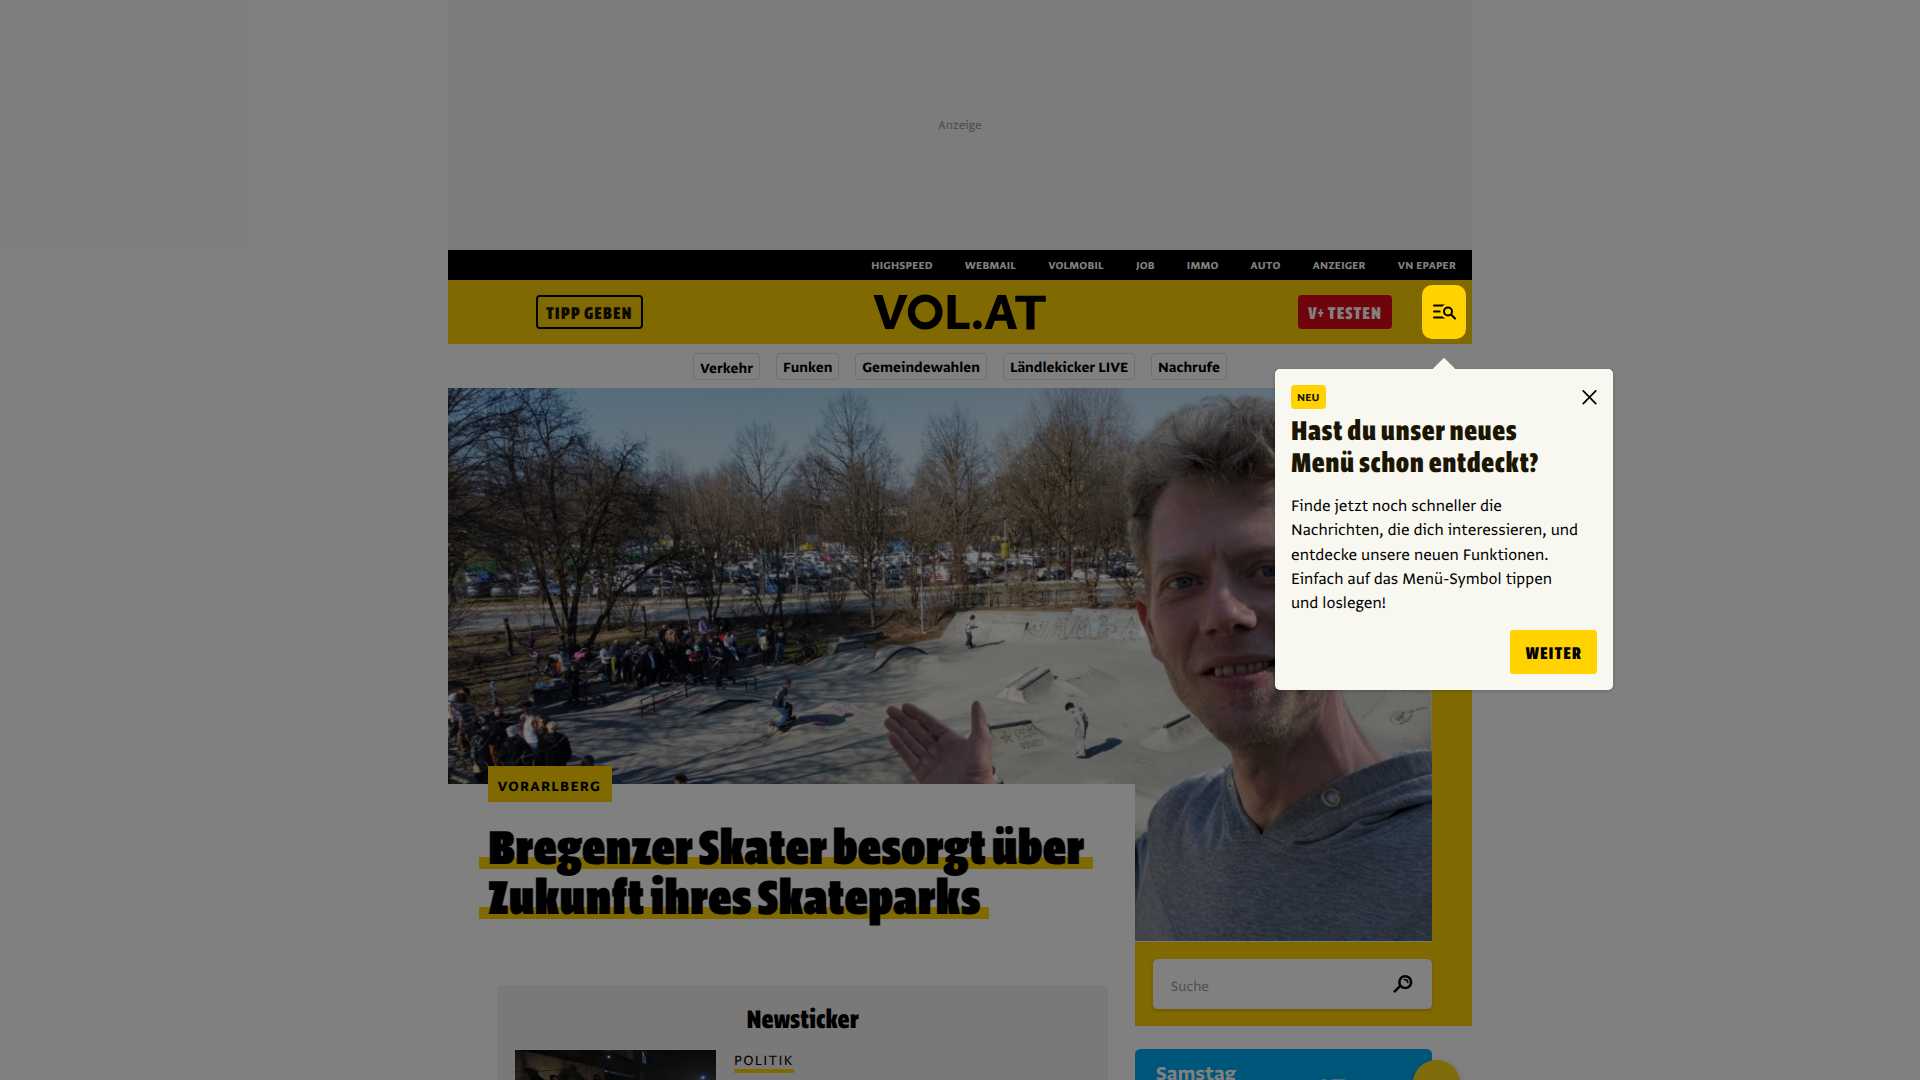 Anzeige
HIGHSPEED WEBMAIL VOLMOBIL JOB IMMO AUTO ANZEIGER VN EPAPER
TIPP GEBEN
VOL.AT
V+ TESTEN
Verkehr Funken Gemeindewahlen Ländlekicker LIVE Nachrufe
NEU
Hast du unser neues
Menü schon entdeckt?
Finde jetzt noch schneller die
Nachrichten, die dich interessieren, und
entdecke unsere neuen Funktionen.
Einfach auf das Menü-Symbol tippen
und loslegen!
WEITER
VORARLBERG
Bregenzer Skater besorgt über
Zukunft ihres Skateparks
Suche
Newsticker
POLITIK
Samstag